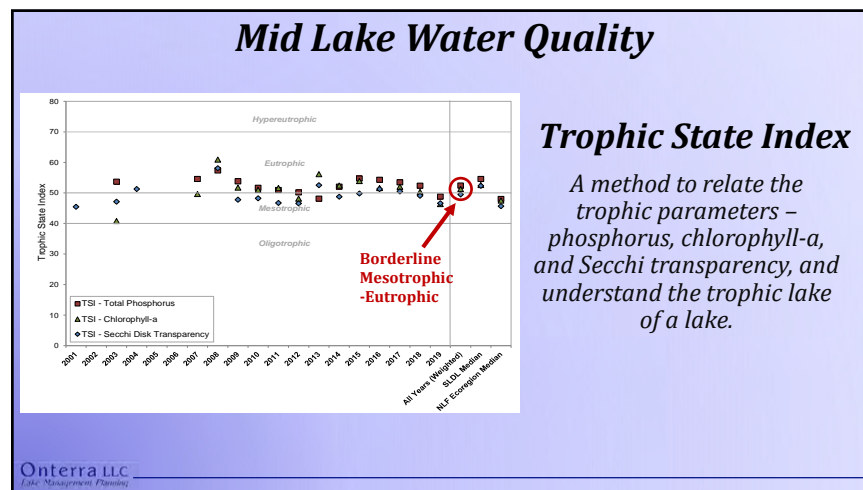 Mid Lake Water Quality
80
70
60
50
40
30
20
10
0
Trophic State Index
Hypereutrophic
Eutrophic
Mesotrophic
Oligotrophic
Borderline
Mesotrophic
-Eutrophic
TSI - Total Phosphorus
TSI - Chlorophyll-a
TSI - Secchi Disk Transparency
2001
2002
2003
2004
2005
2006
2007
2008
2009
2010
2011
2012
2013
2014
2015
2016
2017
2018
2019
All Years (Weighted)
SLDL Median
NLF Ecoregion Median
Trophic State Index
A method to relate the
trophic parameters –
phosphorus, chlorophyll-a,
and Secchi transparency, and
understand the trophic lake
of a lake.
Onterra LLC
Lake Management Planning